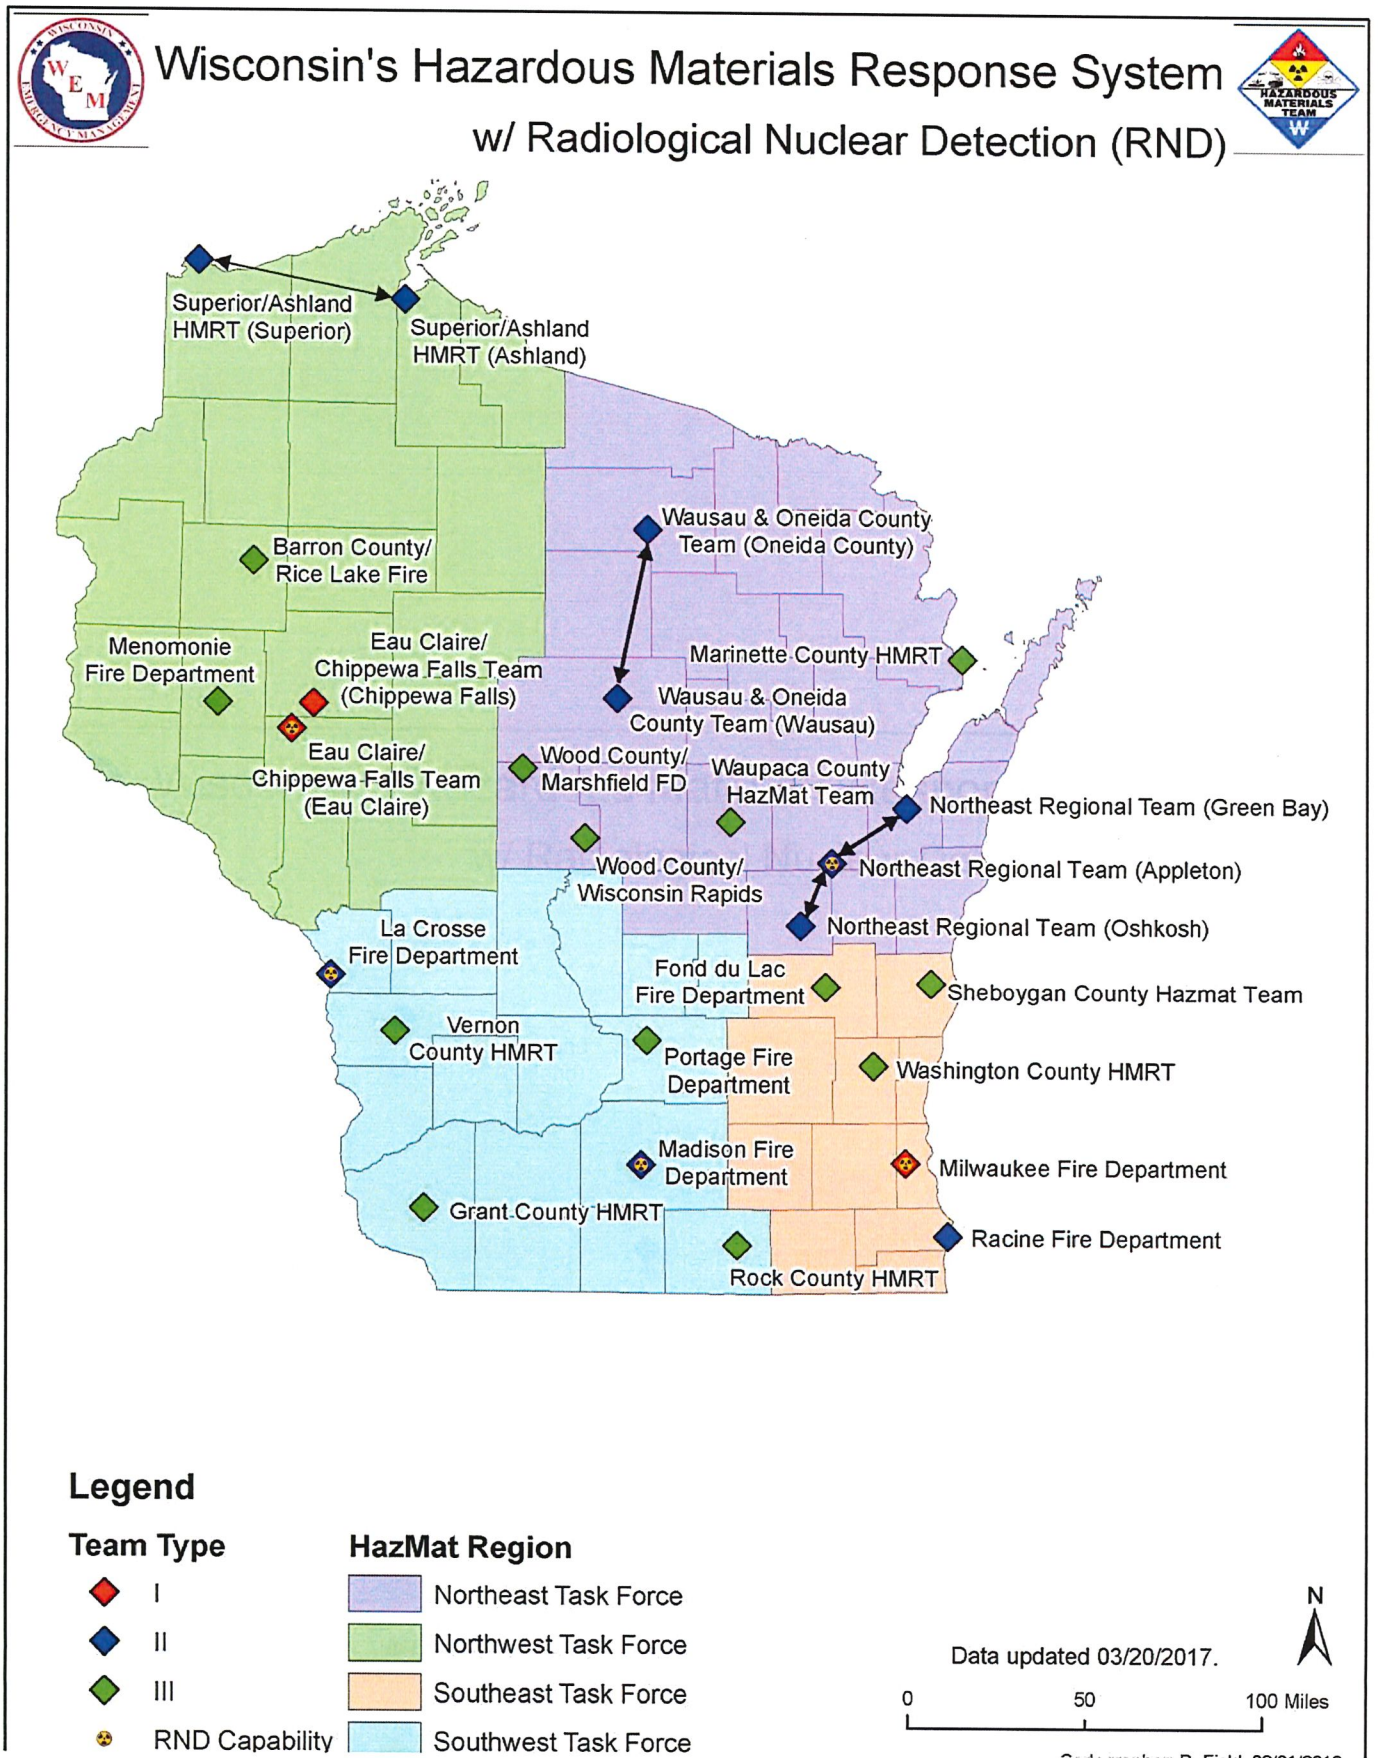 WISCONSIN
WEM
EMERGENCY MANAGEMENT
Wisconsin's Hazardous Materials Response System
w/ Radiological Nuclear Detection (RND)
HAZARDOUS
MATERIALS
TEAM
W
Superior/Ashland
HMRT (Superior)
Superior/Ashland
HMRT (Ashland)
Wausau & Oneida County
Team (Oneida County)
Barron County/
Rice Lake Fire
Menomonie
Fire Department
Eau Claire/
Chippewa Falls Team
(Chippewa Falls)
Marinette County HMRT
Wausau & Oneida
County Team (Wausau)
Eau Claire/
Chippewa Falls Team
(Eau Claire)
Wood County/
Marshfield FD
Waupaca County
HazMat Team
Northeast Regional Team (Green Bay)
Wood County/
Wisconsin Rapids
Northeast Regional Team (Appleton)
Northeast Regional Team (Oshkosh)
La Crosse
Fire Department
Fond du Lac
Fire Department
Sheboygan County Hazmat Team
Vernon
County HMRT
Portage Fire
Department
Washington County HMRT
Madison Fire
Department
Milwaukee Fire Department
Grant County HMRT
Racine Fire Department
Rock County HMRT
Legend
Team Type
I
II
III
RND Capability
HazMat Region
Northeast Task Force
Northwest Task Force
Southeast Task Force
Southwest Task Force
N
Data updated 03/20/2017.
0 50 100 Miles